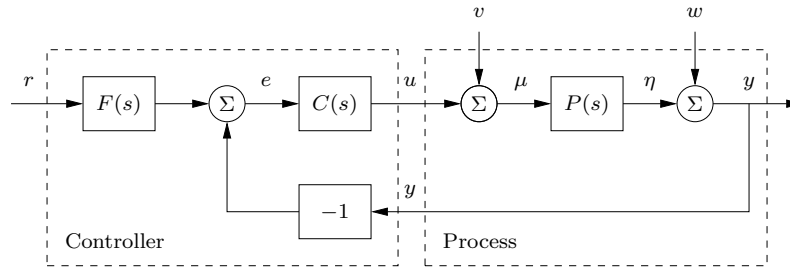 v
w
r
F(s)
Σ
e
C(s)
u
Σ
μ
P(s)
η
Σ
y
−1
y
Controller
Process